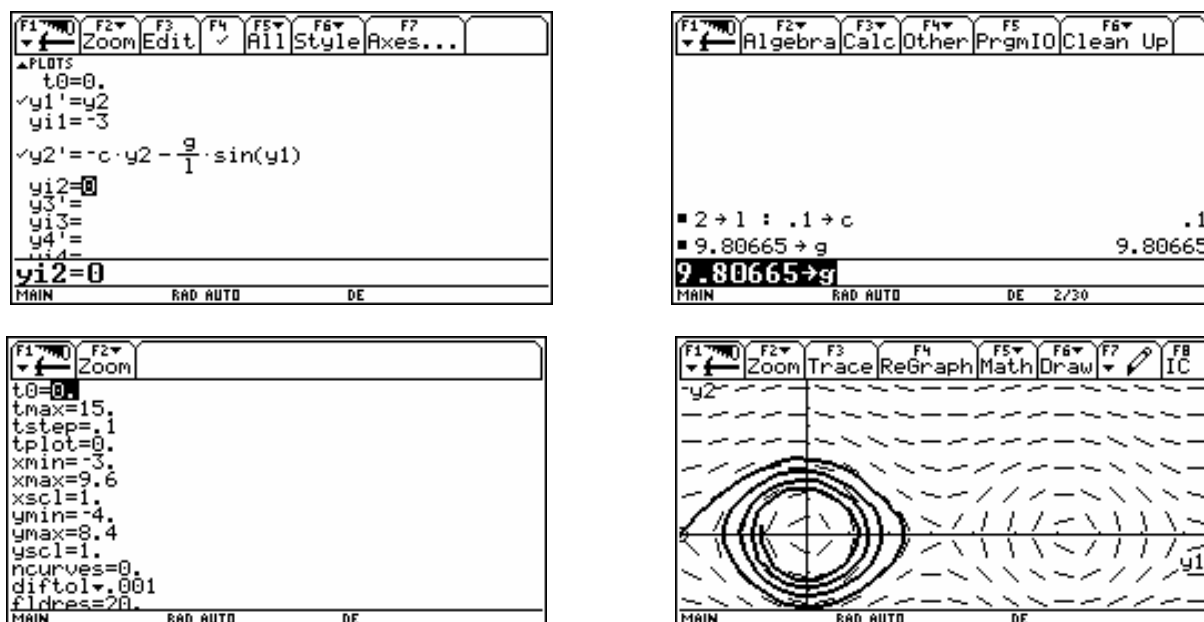 F1 F2 F3 F4 F5 F6 F7
Zoom Edit ✓ All Style Axes...
▲PLOTS
t0=0.
✓y1'=y2
yi1=⁻3
✓y2'=⁻c·y2-g/l·sin(y1)
yi2=0
y3'=
yi3=
y4'=
yi4=
yi2=0
MAIN RAD AUTO DE
F1 F2 F3 F4 F5 F6
Algebra Calc Other PrgmIO Clean Up
■ 2→l : .1→c .1
■ 9.80665→g 9.80665
9.80665→g
MAIN RAD AUTO DE 2/30
F1 F2
Zoom
t0=0.
tmax=15.
tstep=.1
tplot=0.
xmin=⁻3.
xmax=9.6
xscl=1.
ymin=⁻4.
ymax=8.4
yscl=1.
ncurves=0.
diftol=.001
fldres=20.
MAIN RAD AUTO DE
F1 F2 F3 F4 F5 F6 F7 F8
Zoom Trace ReGraph Math Draw IC
y2
y1
MAIN RAD AUTO DE